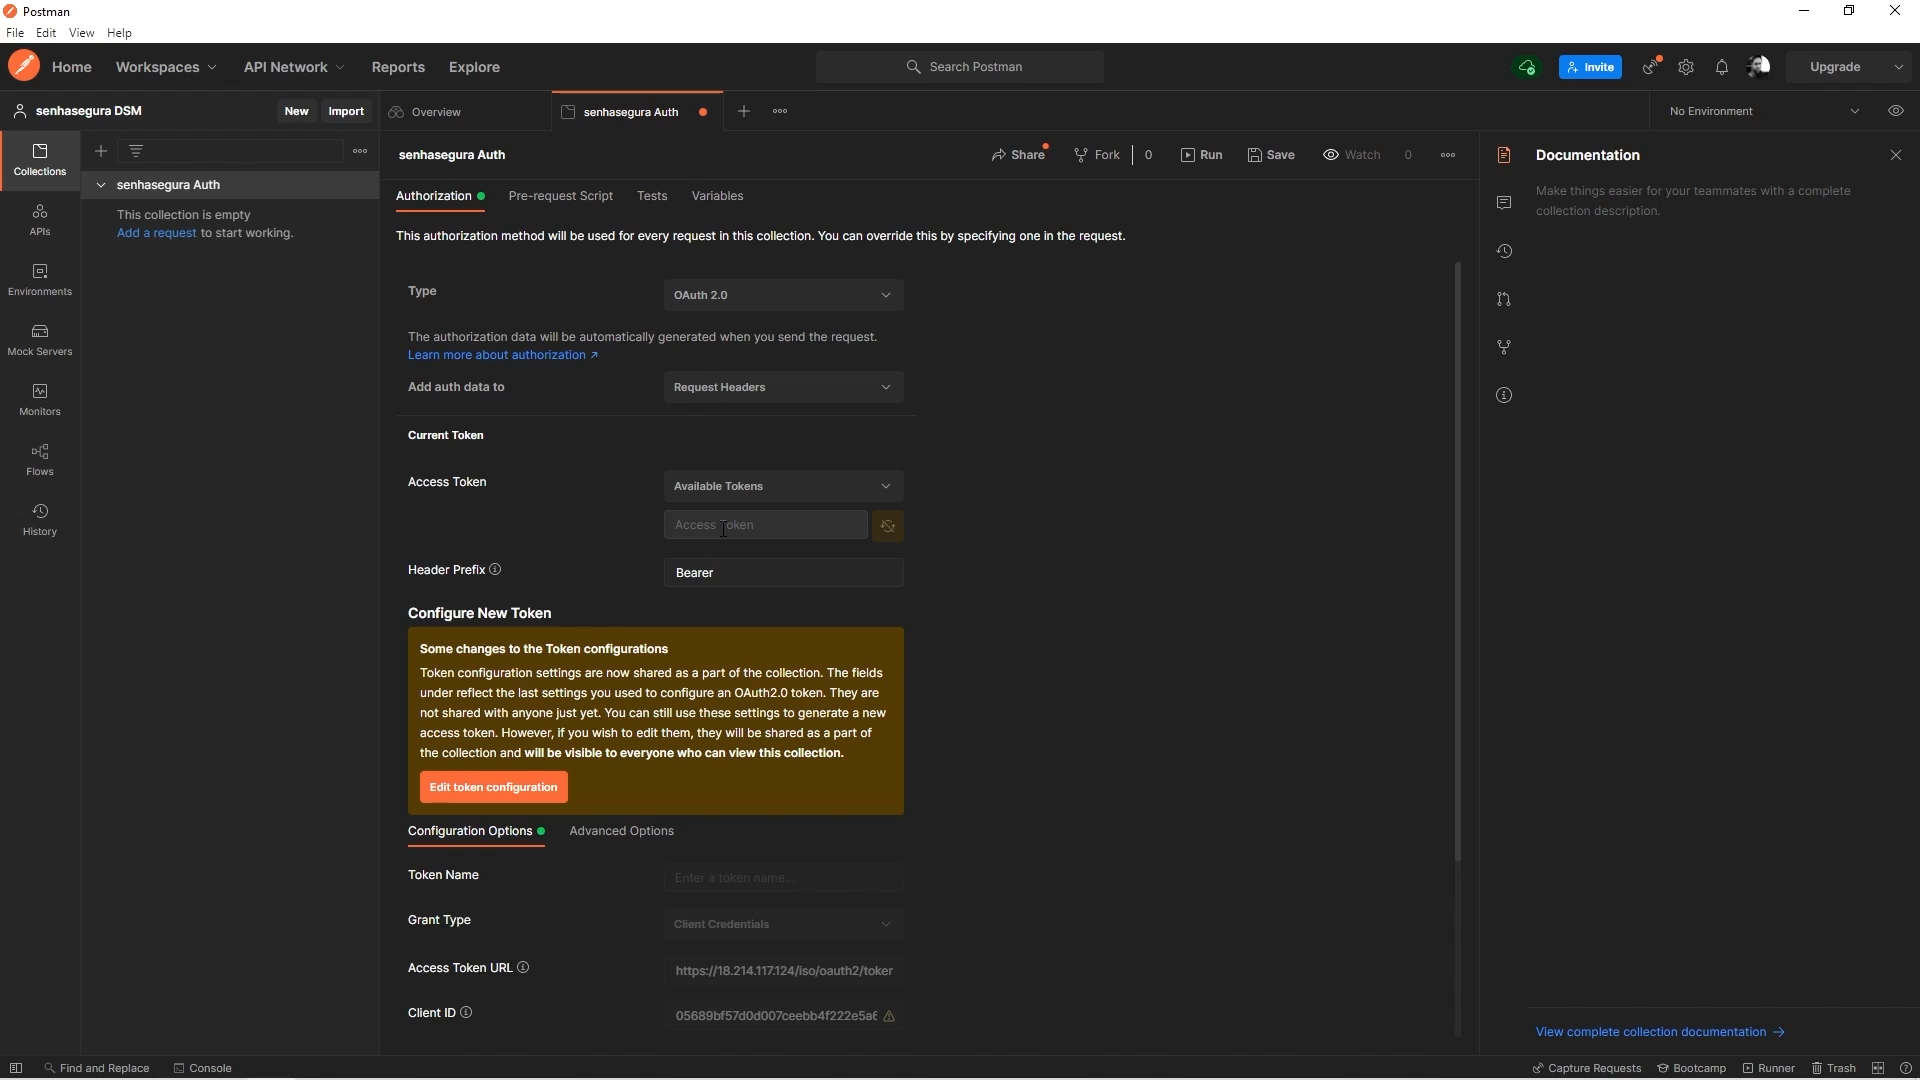 Postman
File Edit View Help
Home Workspaces API Network Reports Explore Search Postman Invite Upgrade
senhasegura DSM New Import Overview senhasegura Auth No Environment
Collections
APIs
Environments
Mock Servers
Monitors
Flows
History
senhasegura Auth
This collection is empty
Add a request to start working.
senhasegura Auth Share Fork 0 Run Save Watch 0
Authorization Pre-request Script Tests Variables
This authorization method will be used for every request in this collection. You can override this by specifying one in the request.
Type OAuth 2.0
The authorization data will be automatically generated when you send the request.
Learn more about authorization ↗
Add auth data to Request Headers
Current Token
Access Token Available Tokens
Access Token
Header Prefix Bearer
Configure New Token
Some changes to the Token configurations
Token configuration settings are now shared as a part of the collection. The fields
under reflect the last settings you used to configure an OAuth2.0 token. They are
not shared with anyone just yet. You can still use these settings to generate a new
access token. However, if you wish to edit them, they will be shared as a part of
the collection and will be visible to everyone who can view this collection.
Edit token configuration
Configuration Options Advanced Options
Token Name Enter a token name...
Grant Type Client Credentials
Access Token URL https://18.214.117.124/iso/oauth2/toker
Client ID 05689bf57d0d007ceebb4f222e5a6
Documentation
Make things easier for your teammates with a complete
collection description.
View complete collection documentation →
Find and Replace Console Capture Requests Bootcamp Runner Trash